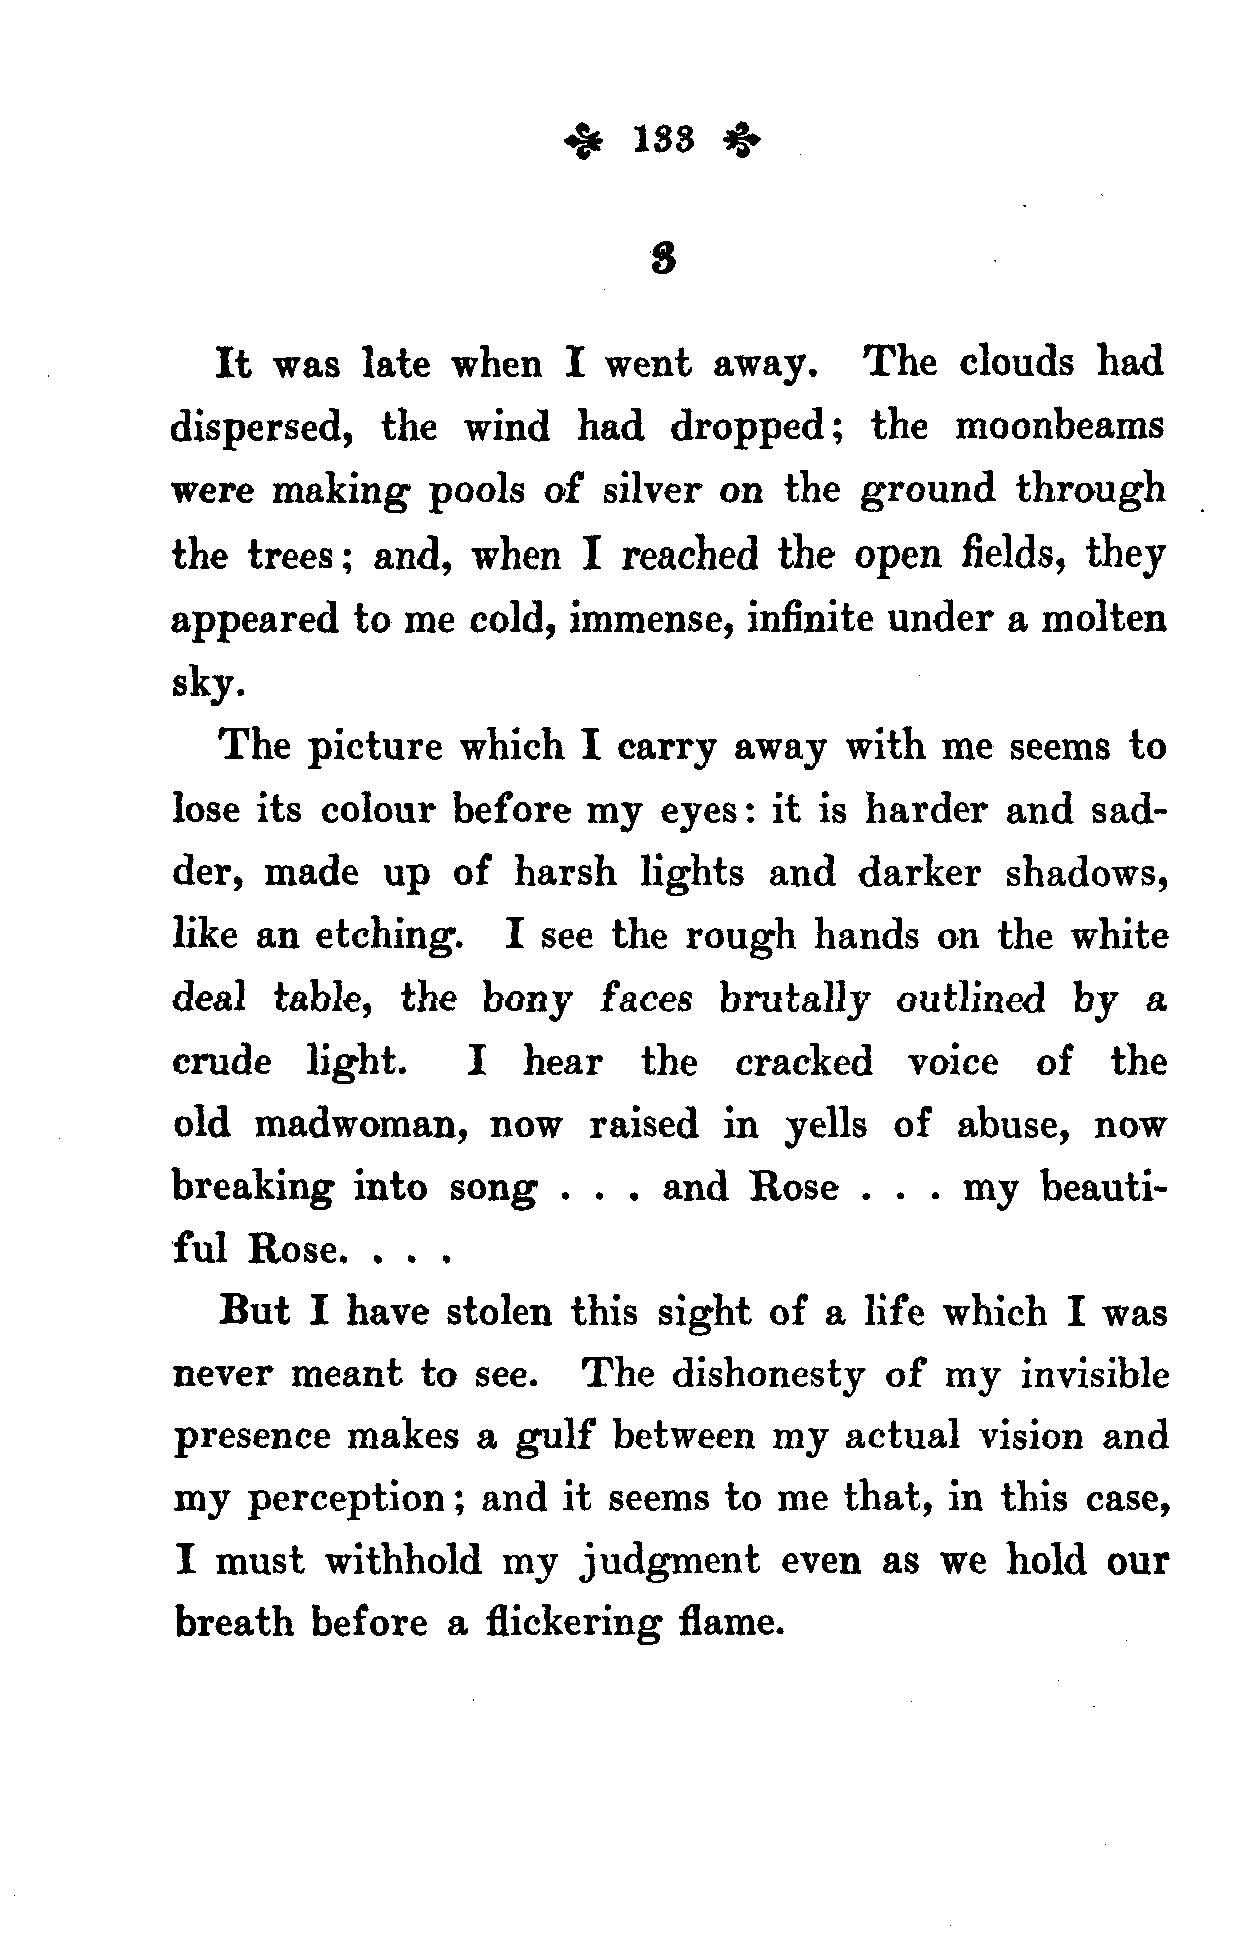 133
3
It was late when I went away. The clouds had
dispersed, the wind had dropped; the moonbeams
were making pools of silver on the ground through
the trees; and, when I reached the open fields, they
appeared to me cold, immense, infinite under a molten
sky.
The picture which I carry away with me seems to
lose its colour before my eyes: it is harder and sad-
der, made up of harsh lights and darker shadows,
like an etching. I see the rough hands on the white
deal table, the bony faces brutally outlined by a
crude light. I hear the cracked voice of the
old madwoman, now raised in yells of abuse, now
breaking into song . . . and Rose . . . my beauti-
ful Rose. . . .
But I have stolen this sight of a life which I was
never meant to see. The dishonesty of my invisible
presence makes a gulf between my actual vision and
my perception; and it seems to me that, in this case,
I must withhold my judgment even as we hold our
breath before a flickering flame.